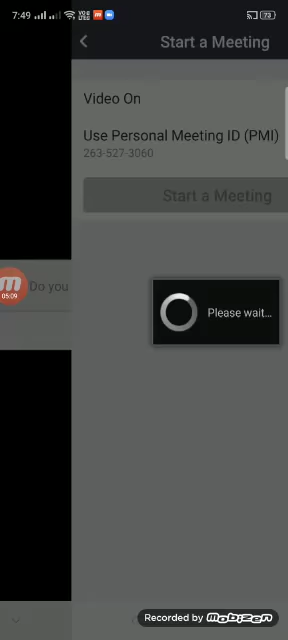 7:49
73
Start a Meeting
Video On
Use Personal Meeting ID (PMI)
263-527-3060
Start a Meeting
Do you
05:09
Please wait...
Recorded by MOBIZEN